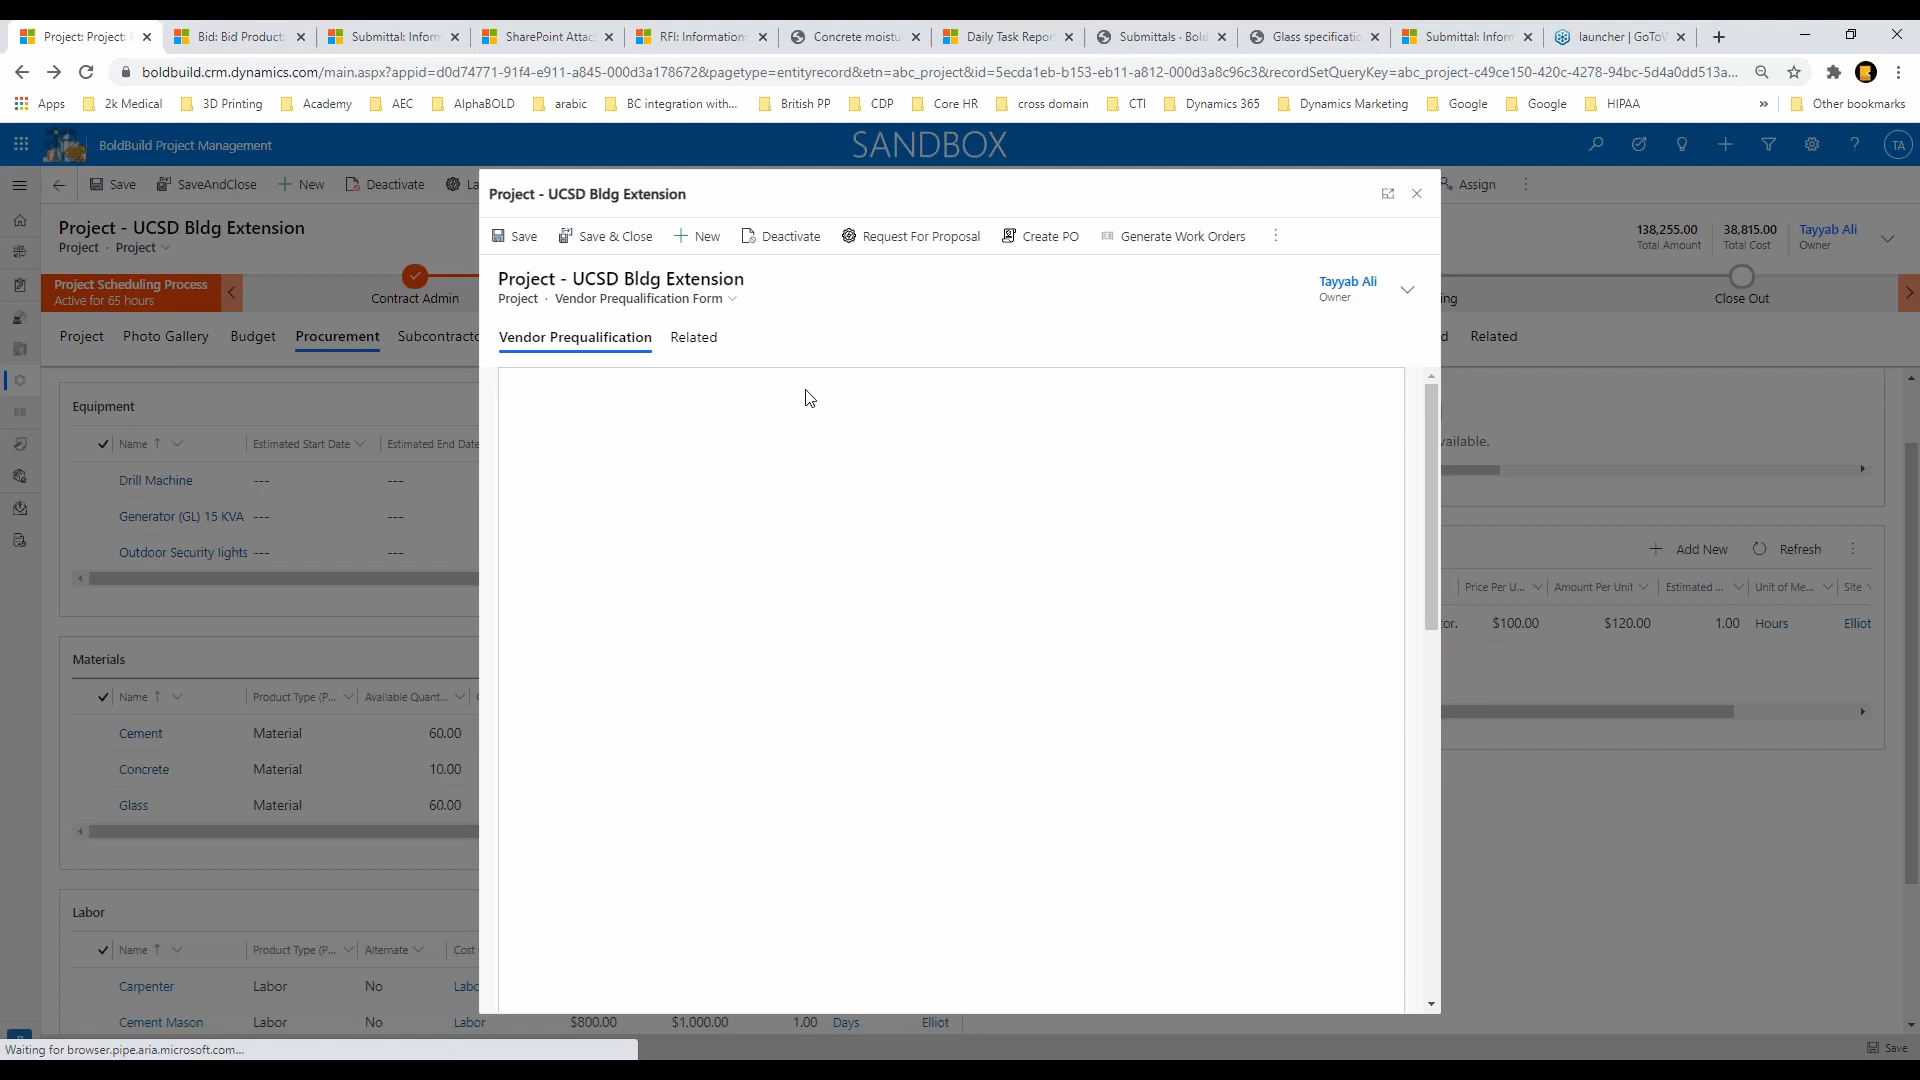 Project: Project:
Bid: Bid Product
Submittal: Inform
SharePoint Attac
RFI: Information
Concrete moistu
Daily Task Repor
Submittals · Bold
Glass specificatio
Submittal: Inform
launcher | GoToV
boldbuild.crm.dynamics.com/main.aspx?appid=d0d74771-91f4-e911-a845-000d3a178672&pagetype=entityrecord&etn=abc_project&id=5ecda1eb-b153-eb11-a812-000d3a8c96c3&recordSetQueryKey=abc_project-c49ce150-420c-4278-94bc-5d4a0dd513a...
Apps 2k Medical 3D Printing Academy AEC AlphaBOLD arabic BC integration with... British PP CDP Core HR cross domain CTI Dynamics 365 Dynamics Marketing Google Google HIPAA » Other bookmarks
BoldBuild Project Management
SANDBOX
TA
Save SaveAndClose New Deactivate La
Assign
Project - UCSD Bldg Extension
Project · Project
138,255.00
Total Amount
38,815.00
Total Cost
Tayyab Ali
Owner
Project Scheduling Process
Active for 65 hours
Contract Admin
ng
Close Out
Project Photo Gallery Budget Procurement Subcontracto
d Related
Project - UCSD Bldg Extension
Save Save & Close New Deactivate Request For Proposal Create PO Generate Work Orders
Project - UCSD Bldg Extension
Project · Vendor Prequalification Form
Tayyab Ali
Owner
Vendor Prequalification Related
Equipment
Name Estimated Start Date Estimated End Date
Drill Machine --- ---
Generator (GL) 15 KVA --- ---
Outdoor Security lights --- ---
vailable.
Add New Refresh
Price Per U... Amount Per Unit Estimated ... Unit of Me... Site
tor. $100.00 $120.00 1.00 Hours Elliot
Materials
Name Product Type (P... Available Quant...
Cement Material 60.00
Concrete Material 10.00
Glass Material 60.00
Labor
Name Product Type (P... Alternate Cost
Carpenter Labor No Labo
Cement Mason Labor No Labor $800.00 $1,000.00 1.00 Days Elliot
Waiting for browser.pipe.aria.microsoft.com...
Save